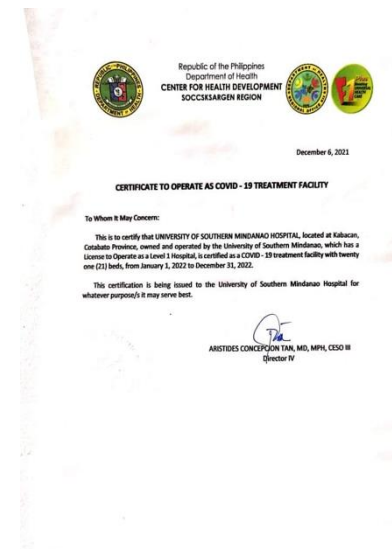 Republic of the Philippines
Department of Health
CENTER FOR HEALTH DEVELOPMENT
SOCCSKSARGEN REGION
December 6, 2021
CERTIFICATE TO OPERATE AS COVID - 19 TREATMENT FACILITY
To Whom It May Concern:
This is to certify that UNIVERSITY OF SOUTHERN MINDANAO HOSPITAL, located at Kabacan,
Cotabato Province, owned and operated by the University of Southern Mindanao, which has a
License to Operate as a Level 1 Hospital, is certified as a COVID - 19 treatment facility with twenty
one (21) beds, from January 1, 2022 to December 31, 2022.
This certification is being issued to the University of Southern Mindanao Hospital for
whatever purpose/s it may serve best.
ARISTIDES CONCEPCION TAN, MD, MPH, CESO III
Director IV